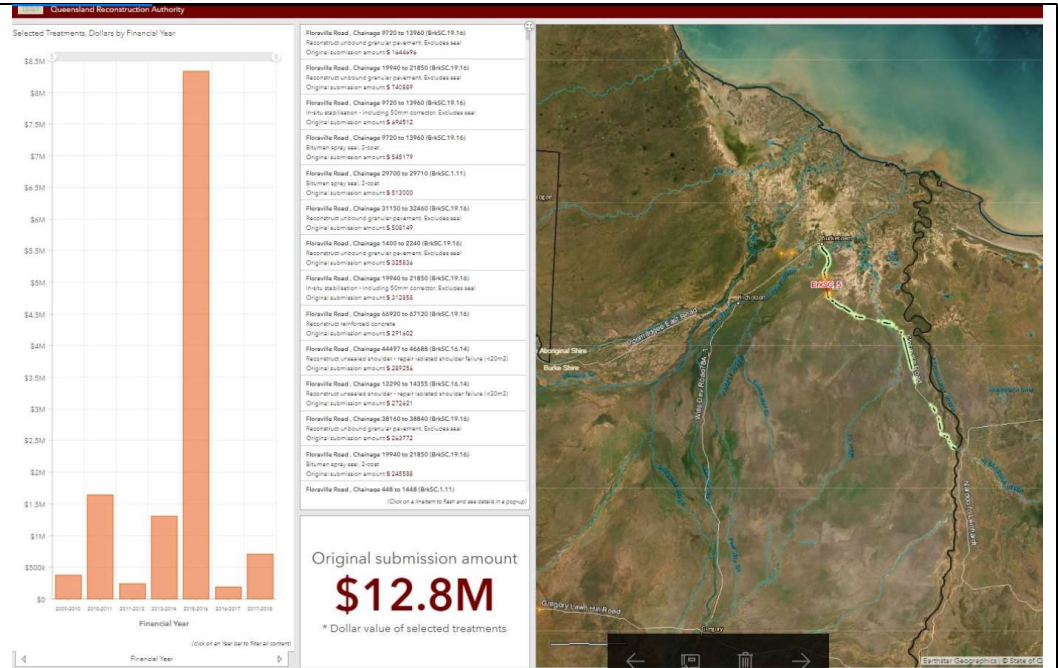 Queensland Reconstruction Authority
Selected Treatments, Dollars by Financial Year
$8.5M
$8M
$7.5M
$7M
$6.5M
$6M
$5.5M
$5M
$4.5M
$4M
$3.5M
$3M
$2.5M
$2M
$1.5M
$1M
$500k
$0
2009-2010 2010-2011 2011-2012 2013-2014 2015-2016 2016-2017 2017-2018
Financial Year
(click on an Year bar to filter all content)
Financial Year
Floraville Road , Chainage 9720 to 13960 (BrkSC.19.16)
Reconstruct unbound granular pavement. Excludes seal
Original submission amount $ 1644696
Floraville Road , Chainage 19940 to 21850 (BrkSC.19.16)
Reconstruct unbound granular pavement. Excludes seal
Original submission amount $ 740889
Floraville Road , Chainage 9720 to 13960 (BrkSC.19.16)
In-situ stabilisation - including 50mm corrector. Excludes seal
Original submission amount $ 694512
Floraville Road , Chainage 9720 to 13960 (BrkSC.19.16)
Bitumen spray seal, 2-coat
Original submission amount $ 545179
Floraville Road , Chainage 29700 to 29710 (BrkSC.1.11)
Bitumen spray seal, 2-coat
Original submission amount $ 513000
Floraville Road , Chainage 31150 to 32460 (BrkSC.19.16)
Reconstruct unbound granular pavement. Excludes seal
Original submission amount $ 508149
Floraville Road , Chainage 1400 to 2240 (BrkSC.19.16)
Reconstruct unbound granular pavement. Excludes seal
Original submission amount $ 325836
Floraville Road , Chainage 19940 to 21850 (BrkSC.19.16)
In-situ stabilisation - including 50mm corrector. Excludes seal
Original submission amount $ 312858
Floraville Road , Chainage 66920 to 67120 (BrkSC.19.16)
Reconstruct reinforced concrete
Original submission amount $ 291602
Floraville Road , Chainage 44497 to 46688 (BrkSC.16.14)
Reconstruct unsealed shoulder - repair isolated shoulder failure (<20m2)
Original submission amount $ 289256
Floraville Road , Chainage 12290 to 14355 (BrkSC.16.14)
Reconstruct unsealed shoulder - repair isolated shoulder failure (<20m2)
Original submission amount $ 272621
Floraville Road , Chainage 38160 to 38840 (BrkSC.19.16)
Reconstruct unbound granular pavement. Excludes seal
Original submission amount $ 263772
Floraville Road , Chainage 19940 to 21850 (BrkSC.19.16)
Bitumen spray seal, 2-coat
Original submission amount $ 245588
Floraville Road , Chainage 448 to 1448 (BrkSC.1.11)
(Click on a line item to flash and see details in a pop-up)
Original submission amount
$12.8M
* Dollar value of selected treatments
Burketown
Aboriginal Shire
Burke Shire
Wills Dev Road
Gregory Lawn Hill Road
Gregory
Earthstar Geographics | © State of Q